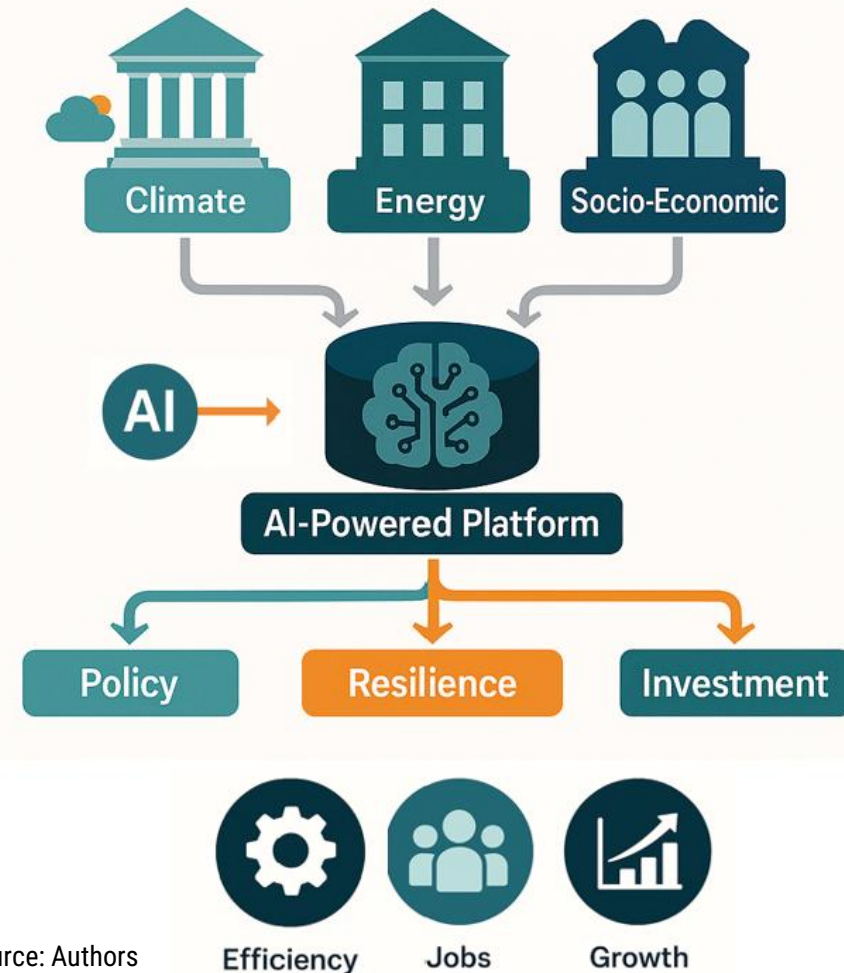 Climate
Energy
Socio-Economic
AI
AI-Powered Platform
Policy
Resilience
Investment
Efficiency
Jobs
Growth
urce: Authors